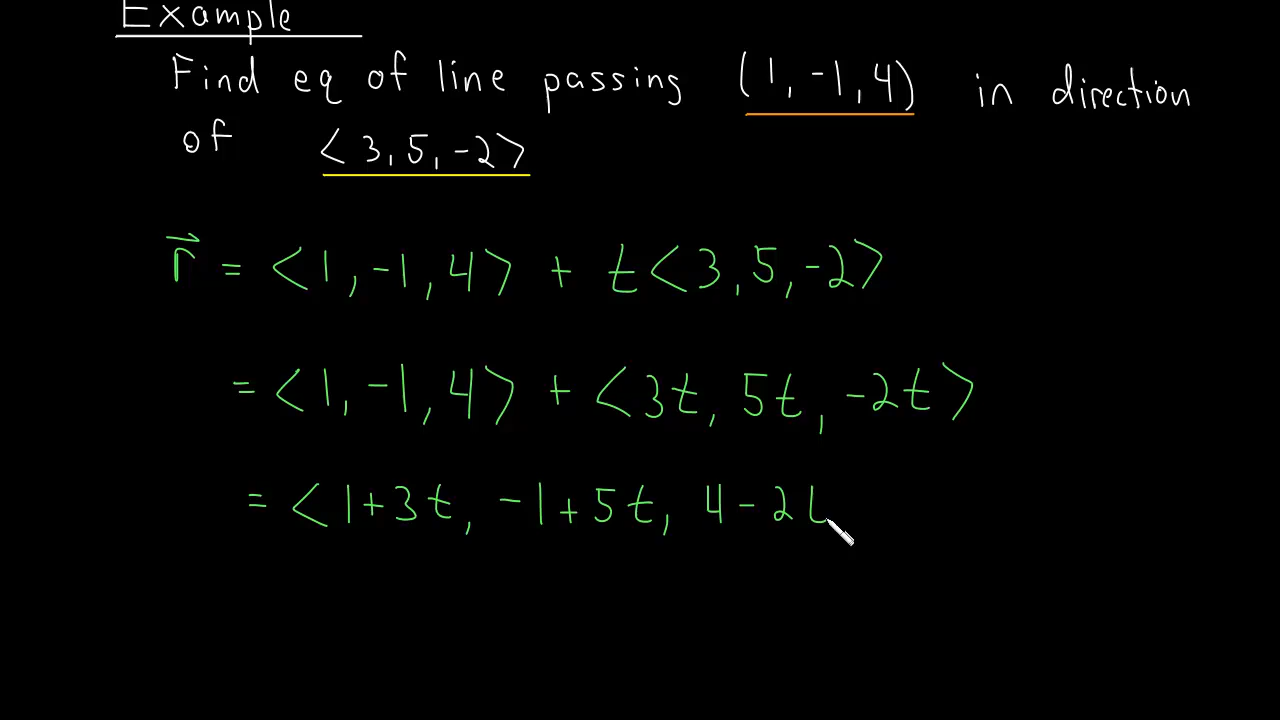 Example
Find eq of line passing (1, -1, 4) in direction
of <3, 5, -2>
r⃗ = <1, -1, 4> + t<3, 5, -2>
= <1, -1, 4> + <3t, 5t, -2t>
= <1+3t, -1+5t, 4-2